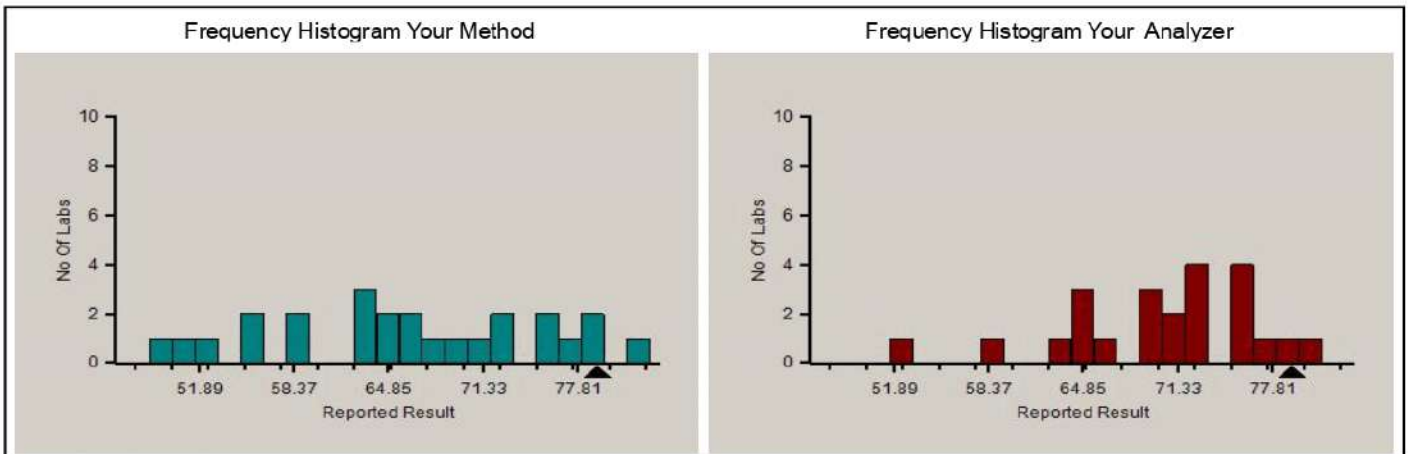 Frequency Histogram Your Method
10
8
6
4
2
0
No Of Labs
51.89 58.37 64.85 71.33 77.81
Reported Result
Frequency Histogram Your Analyzer
10
8
6
4
2
0
No Of Labs
51.89 58.37 64.85 71.33 77.81
Reported Result